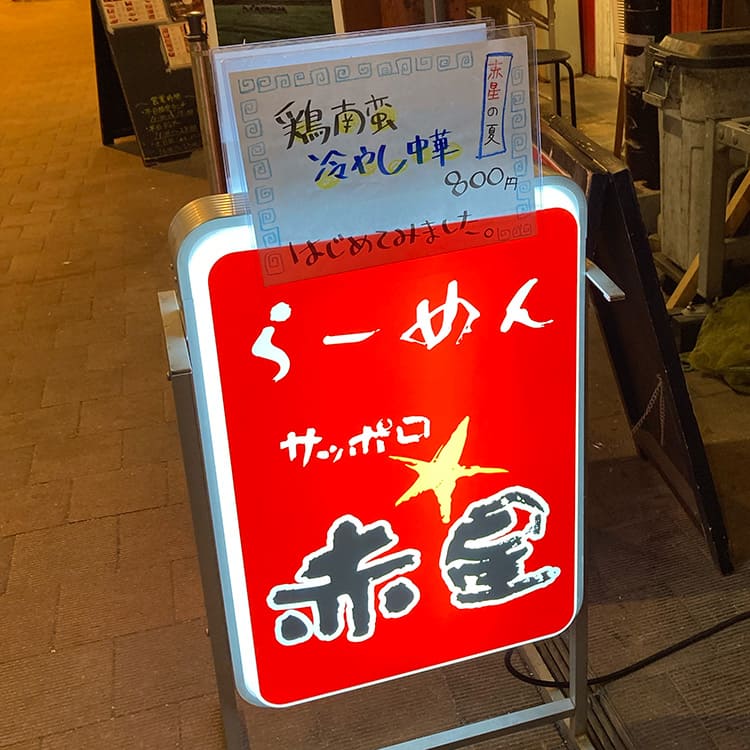 赤星の夏
鶏南蛮
冷やし中華
800円
はじめてみました。
らーめん
サッポロ
赤星